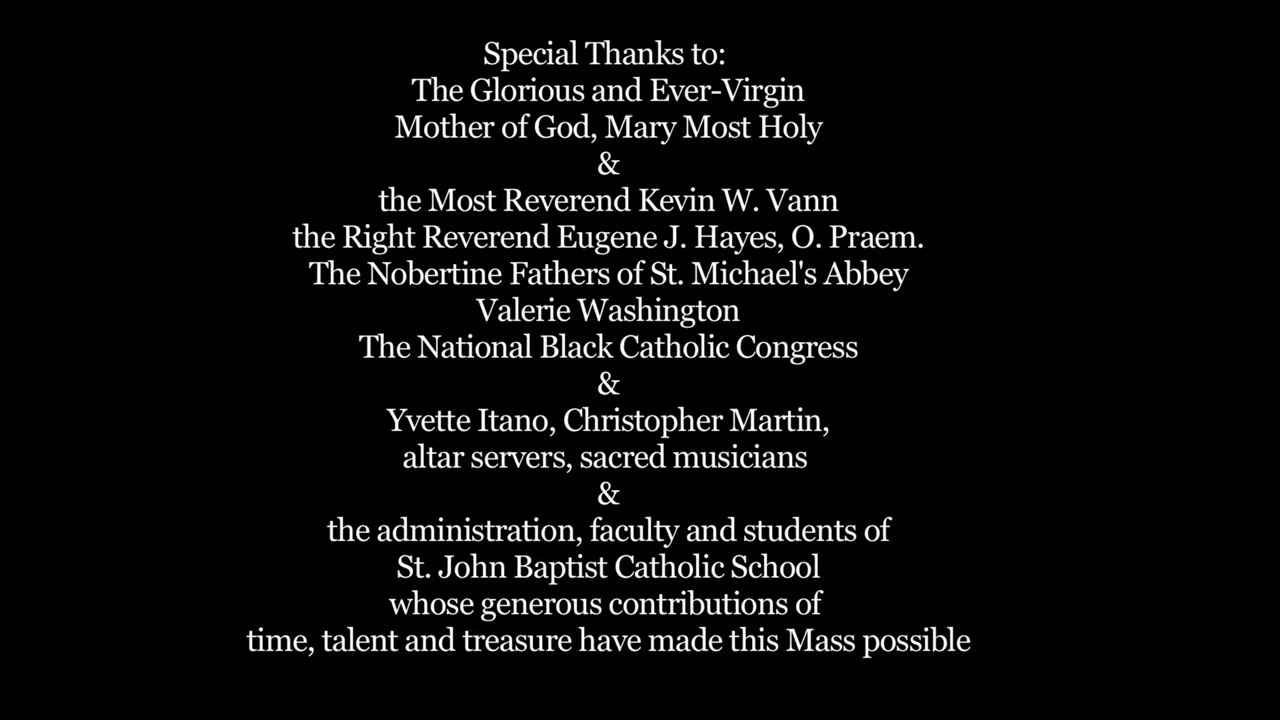 Special Thanks to:
The Glorious and Ever-Virgin
Mother of God, Mary Most Holy
&
the Most Reverend Kevin W. Vann
the Right Reverend Eugene J. Hayes, O. Praem.
The Nobertine Fathers of St. Michael's Abbey
Valerie Washington
The National Black Catholic Congress
&
Yvette Itano, Christopher Martin,
altar servers, sacred musicians
&
the administration, faculty and students of
St. John Baptist Catholic School
whose generous contributions of
time, talent and treasure have made this Mass possible